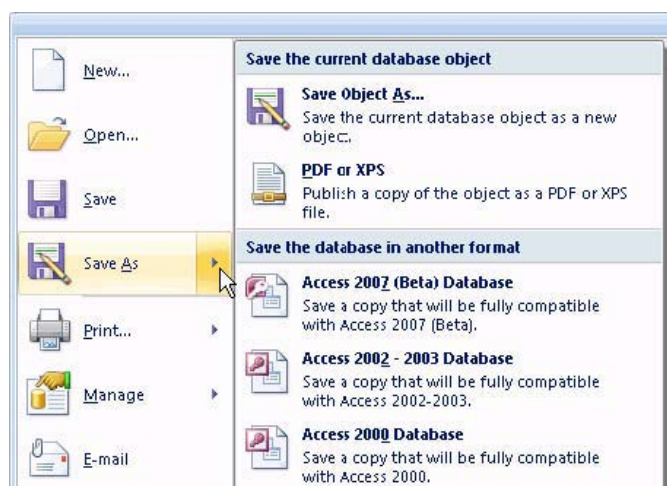 New...
Open...
Save
Save As
Print...
Manage
E-mail
Save the current database object
Save Object As...
Save the current database object as a new
object.
PDF or XPS
Publish a copy of the object as a PDF or XPS
file.
Save the database in another format
Access 2007 (Beta) Database
Save a copy that will be fully compatible
with Access 2007 (Beta).
Access 2002 - 2003 Database
Save a copy that will be fully compatible
with Access 2002-2003.
Access 2000 Database
Save a copy that will be fully compatible
with Access 2000.